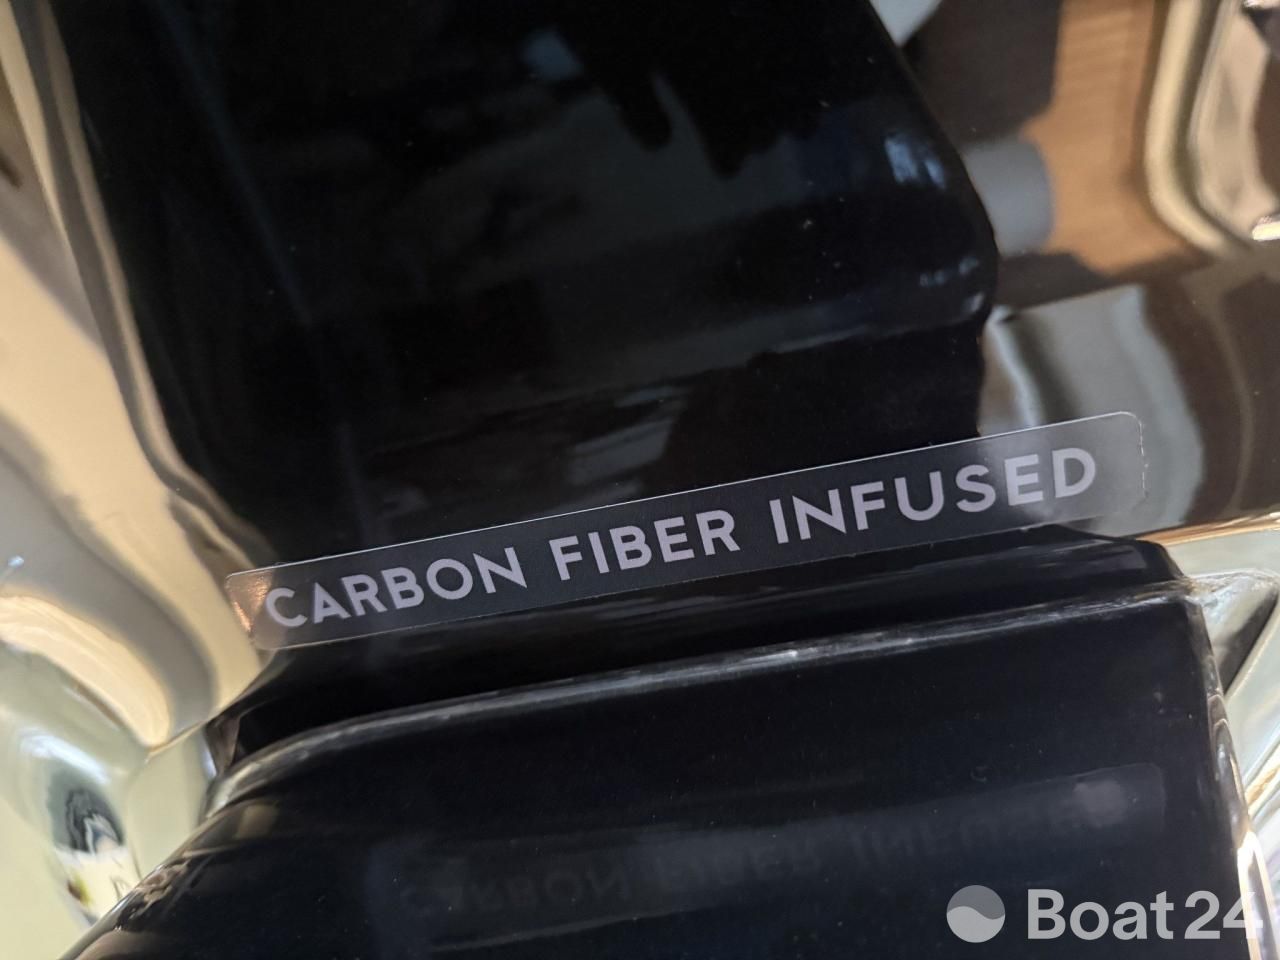 CARBON FIBER INFUSED
Boat24